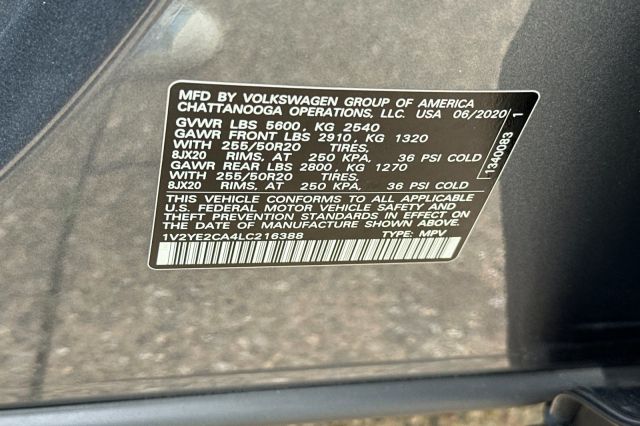 MFD BY VOLKSWAGEN GROUP OF AMERICA
CHATTANOOGA OPERATIONS, LLC. USA 06/2020
GVWR LBS 5600, KG 2540
GAWR FRONT LBS 2910, KG 1320
WITH 255/50R20 TIRES,
8JX20 RIMS, AT 250 KPA, 36 PSI COLD
GAWR REAR LBS 2800, KG 1270
WITH 255/50R20 TIRES,
8JX20 RIMS, AT 250 KPA, 36 PSI COLD
THIS VEHICLE CONFORMS TO ALL APPLICABLE
U.S. FEDERAL MOTOR VEHICLE SAFETY AND
THEFT PREVENTION STANDARDS IN EFFECT ON
THE DATE OF MANUFACTURE SHOWN ABOVE.
1V2YE2CA4LC216388 TYPE: MPV
1340083 1